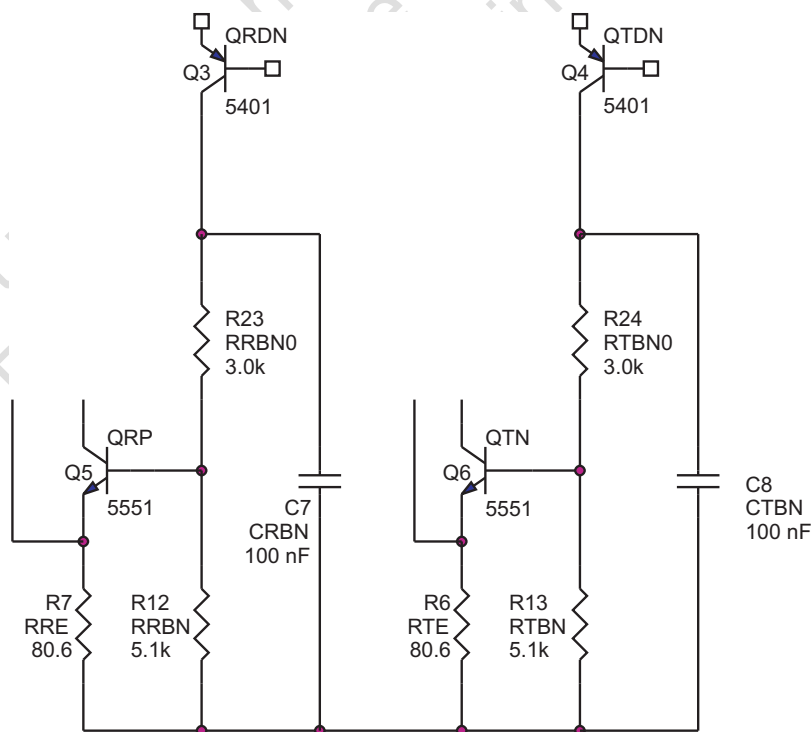 QRDN
Q3
5401
QTDN
Q4
5401
R23
RRBN0
3.0k
R24
RTBN0
3.0k
QRP
Q5
5551
QTN
Q6
5551
C7
CRBN
100 nF
C8
CTBN
100 nF
R7
RRE
80.6
R12
RRBN
5.1k
R6
RTE
80.6
R13
RTBN
5.1k